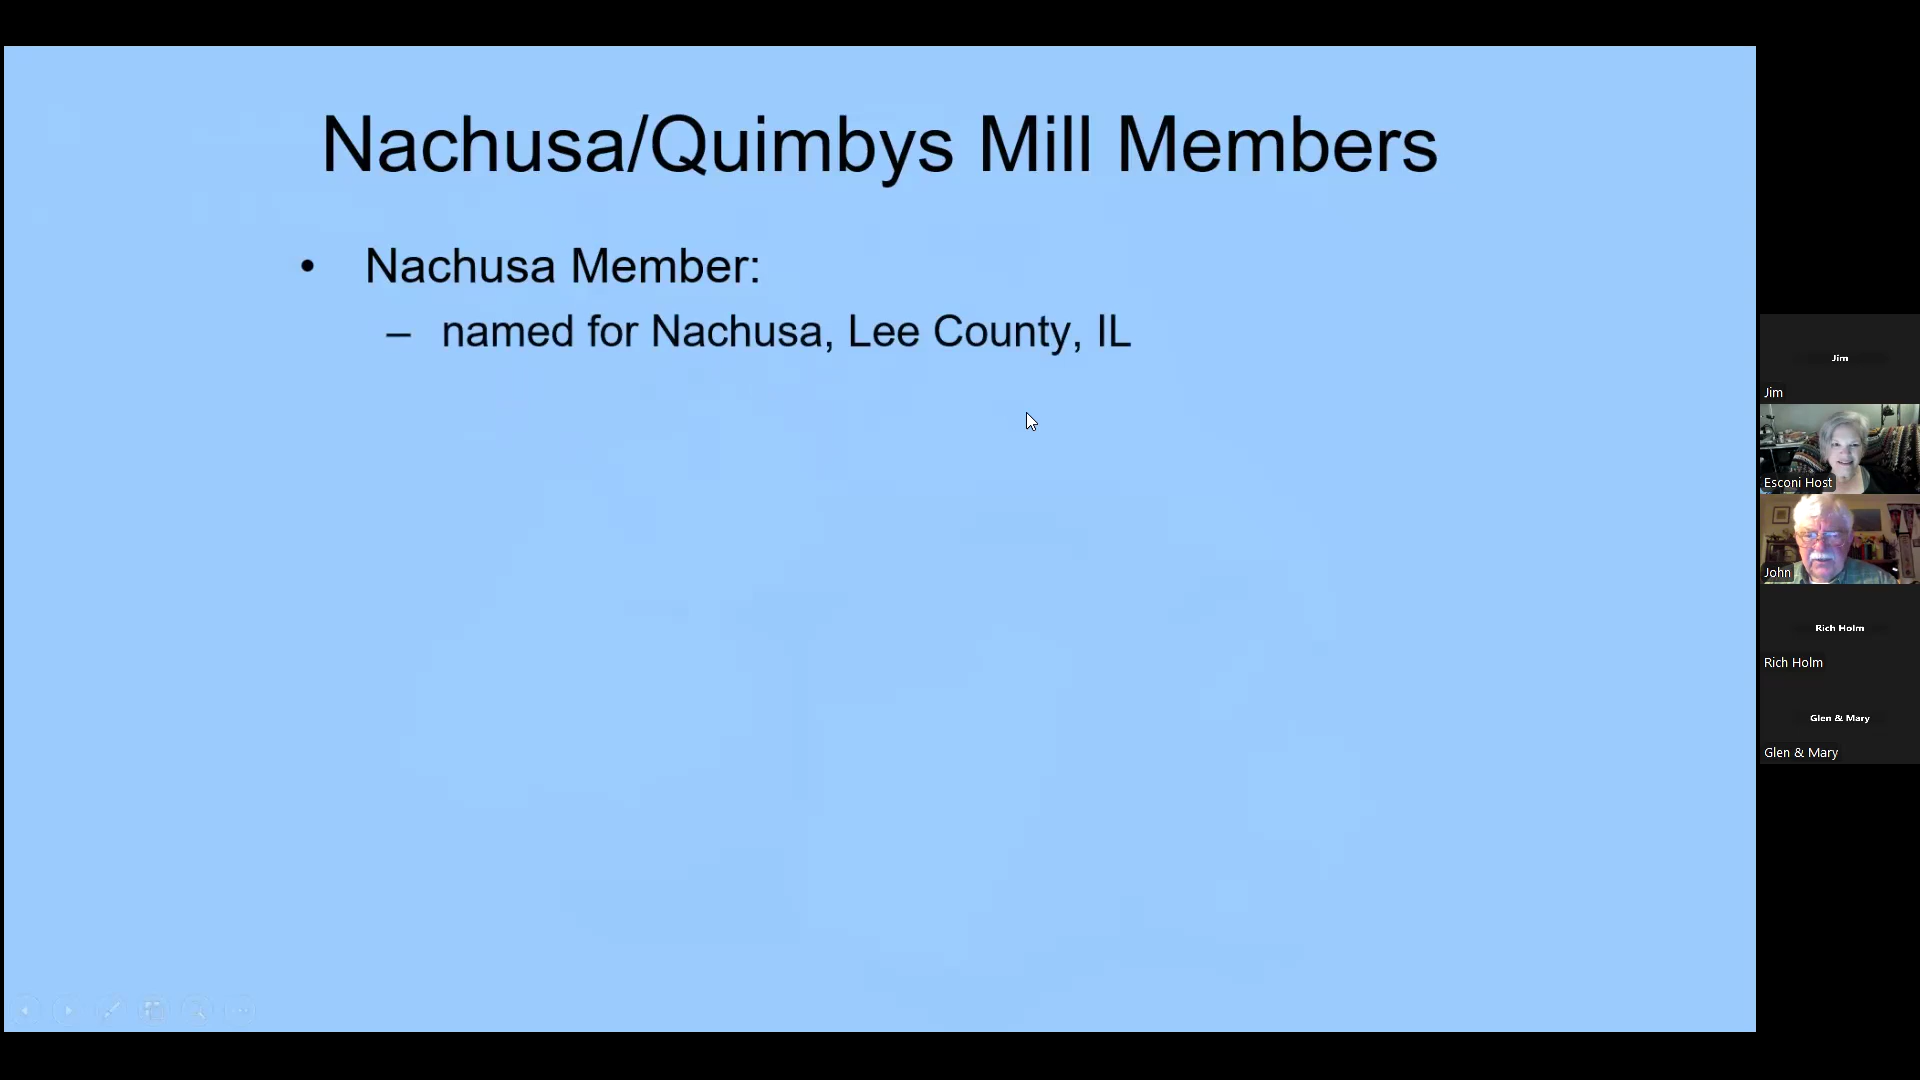 Nachusa/Quimbys Mill Members
• Nachusa Member:
– named for Nachusa, Lee County, IL
Jim
Jim
Esconi Host
John
Rich Holm
Rich Holm
Glen & Mary
Glen & Mary